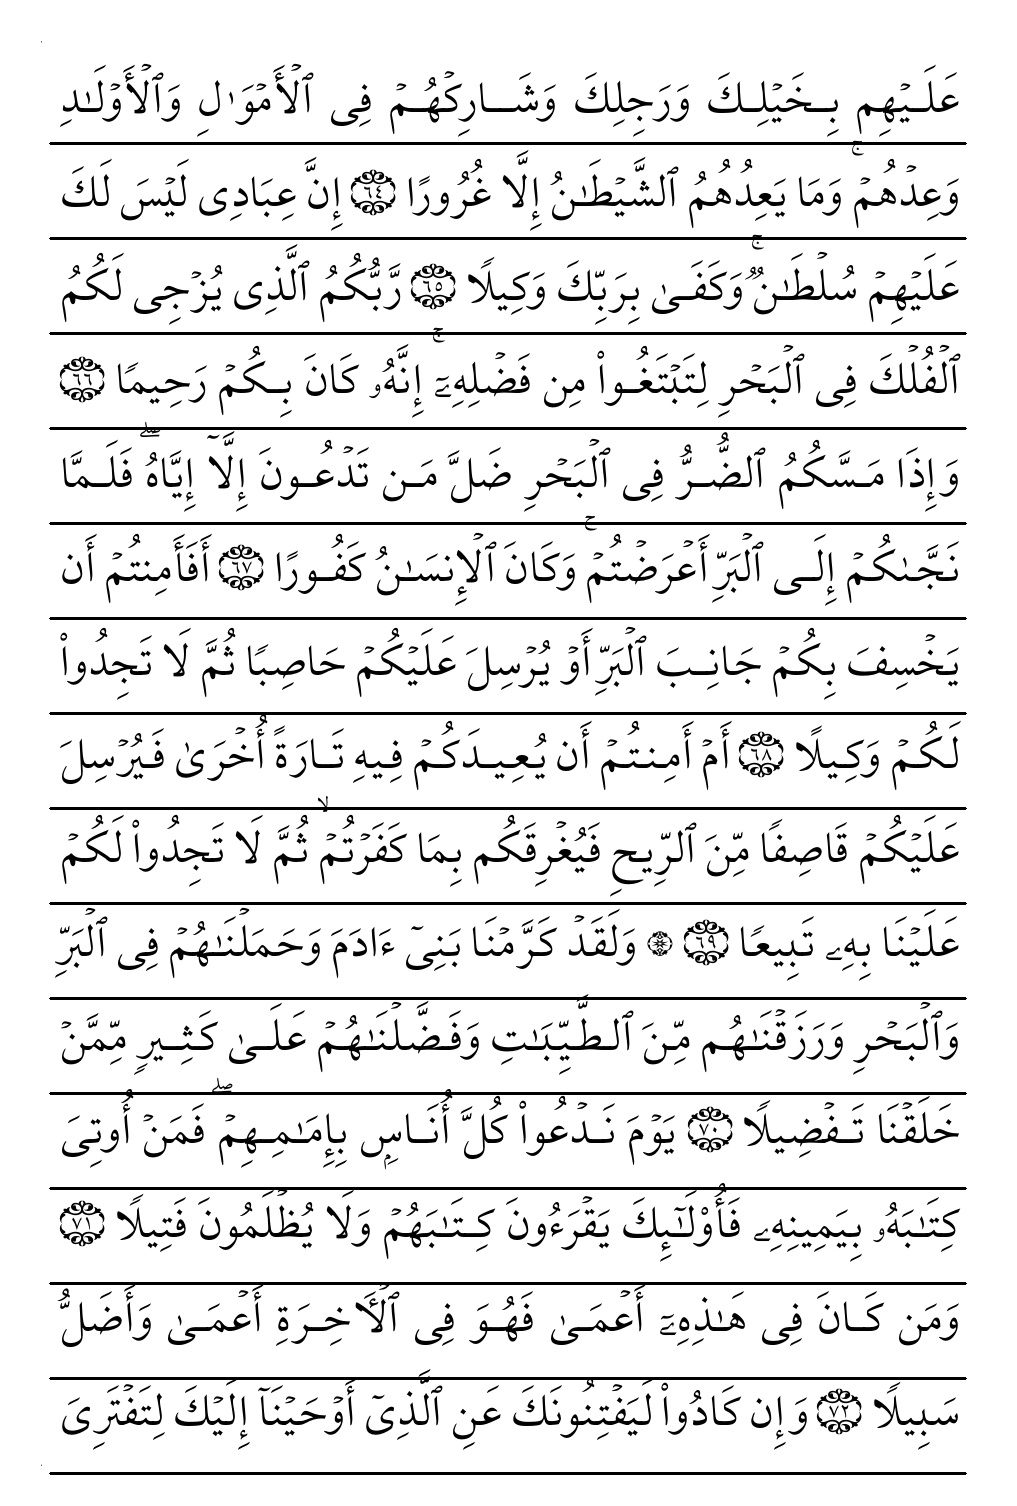 عَلَيْهِم بِخَيْلِكَ وَرَجِلِكَ وَشَارِكْهُمْ فِى ٱلْأَمْوَٰلِ وَٱلْأَوْلَـٰدِ
وَعِدْهُمْ ۚ وَمَا يَعِدُهُمُ ٱلشَّيْطَـٰنُ إِلَّا غُرُورًا ٦٤ إِنَّ عِبَادِى لَيْسَ لَكَ
عَلَيْهِمْ سُلْطَـٰنٌ ۚ وَكَفَىٰ بِرَبِّكَ وَكِيلًا ٦٥ رَّبُّكُمُ ٱلَّذِى يُزْجِى لَكُمُ
ٱلْفُلْكَ فِى ٱلْبَحْرِ لِتَبْتَغُوا۟ مِن فَضْلِهِۦٓ ۚ إِنَّهُۥ كَانَ بِكُمْ رَحِيمًا ٦٦
وَإِذَا مَسَّكُمُ ٱلضُّرُّ فِى ٱلْبَحْرِ ضَلَّ مَن تَدْعُونَ إِلَّآ إِيَّاهُ ۖ فَلَمَّا
نَجَّىٰكُمْ إِلَى ٱلْبَرِّ أَعْرَضْتُمْ ۚ وَكَانَ ٱلْإِنسَـٰنُ كَفُورًا ٦٧ أَفَأَمِنتُمْ أَن
يَخْسِفَ بِكُمْ جَانِبَ ٱلْبَرِّ أَوْ يُرْسِلَ عَلَيْكُمْ حَاصِبًا ثُمَّ لَا تَجِدُوا۟
لَكُمْ وَكِيلًا ٦٨ أَمْ أَمِنتُمْ أَن يُعِيدَكُمْ فِيهِ تَارَةً أُخْرَىٰ فَيُرْسِلَ
عَلَيْكُمْ قَاصِفًا مِّنَ ٱلرِّيحِ فَيُغْرِقَكُم بِمَا كَفَرْتُمْ ۙ ثُمَّ لَا تَجِدُوا۟ لَكُمْ
عَلَيْنَا بِهِۦ تَبِيعًا ٦٩ ۞ وَلَقَدْ كَرَّمْنَا بَنِىٓ ءَادَمَ وَحَمَلْنَـٰهُمْ فِى ٱلْبَرِّ
وَٱلْبَحْرِ وَرَزَقْنَـٰهُم مِّنَ ٱلطَّيِّبَـٰتِ وَفَضَّلْنَـٰهُمْ عَلَىٰ كَثِيرٍ مِّمَّنْ
خَلَقْنَا تَفْضِيلًا ٧٠ يَوْمَ نَدْعُوا۟ كُلَّ أُنَاسٍۭ بِإِمَـٰمِهِمْ ۖ فَمَنْ أُوتِىَ
كِتَـٰبَهُۥ بِيَمِينِهِۦ فَأُو۟لَـٰٓئِكَ يَقْرَءُونَ كِتَـٰبَهُمْ وَلَا يُظْلَمُونَ فَتِيلًا ٧١
وَمَن كَانَ فِى هَـٰذِهِۦٓ أَعْمَىٰ فَهُوَ فِى ٱلْـَٔاخِرَةِ أَعْمَىٰ وَأَضَلُّ
سَبِيلًا ٧٢ وَإِن كَادُوا۟ لَيَفْتِنُونَكَ عَنِ ٱلَّذِىٓ أَوْحَيْنَآ إِلَيْكَ لِتَفْتَرِىَ